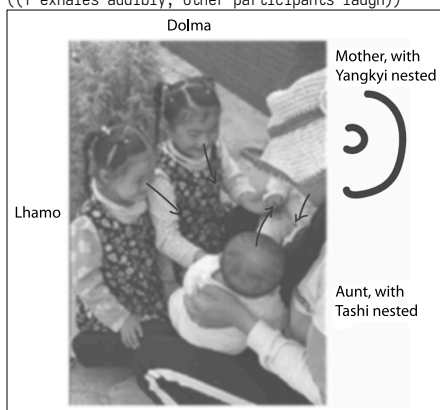 ((T exhales audibly; other participants laugh))
Dolma
Mother, with
Yangkyi nested
Lhamo
Aunt, with
Tashi nested